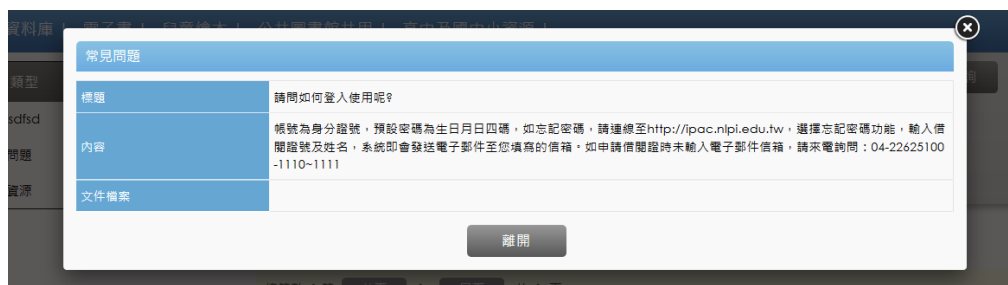 資料庫 | 電子書 | 兒童繪本 | 公共圖書館共用 | 高中及國中小資源 |
常見問題
類型
標題
請問如何登入使用呢?
sdfsd
問題
內容
帳號為身分證號，預設密碼為生日月日四碼，如忘記密碼，請連線至http://ipac.nlpi.edu.tw，選擇忘記密碼功能，輸入借
閱證號及姓名，系統即會發送電子郵件至您填寫的信箱。如申請借閱證時未輸入電子郵件信箱，請來電詢問：04-22625100
-1110~1111
資源
文件檔案
離開